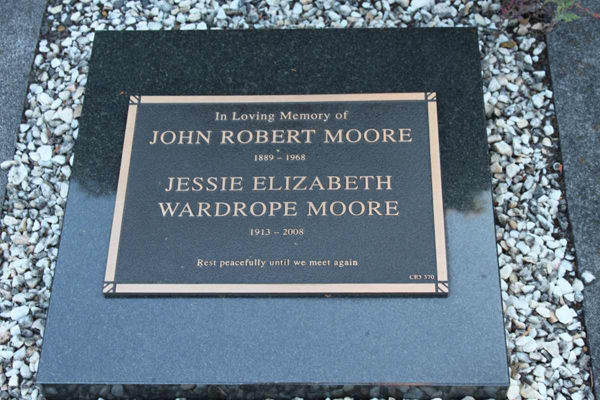 In Loving Memory of
JOHN ROBERT MOORE
1889 – 1968
JESSIE ELIZABETH
WARDROPE MOORE
1913 – 2008
Rest peacefully until we meet again
CB3 370